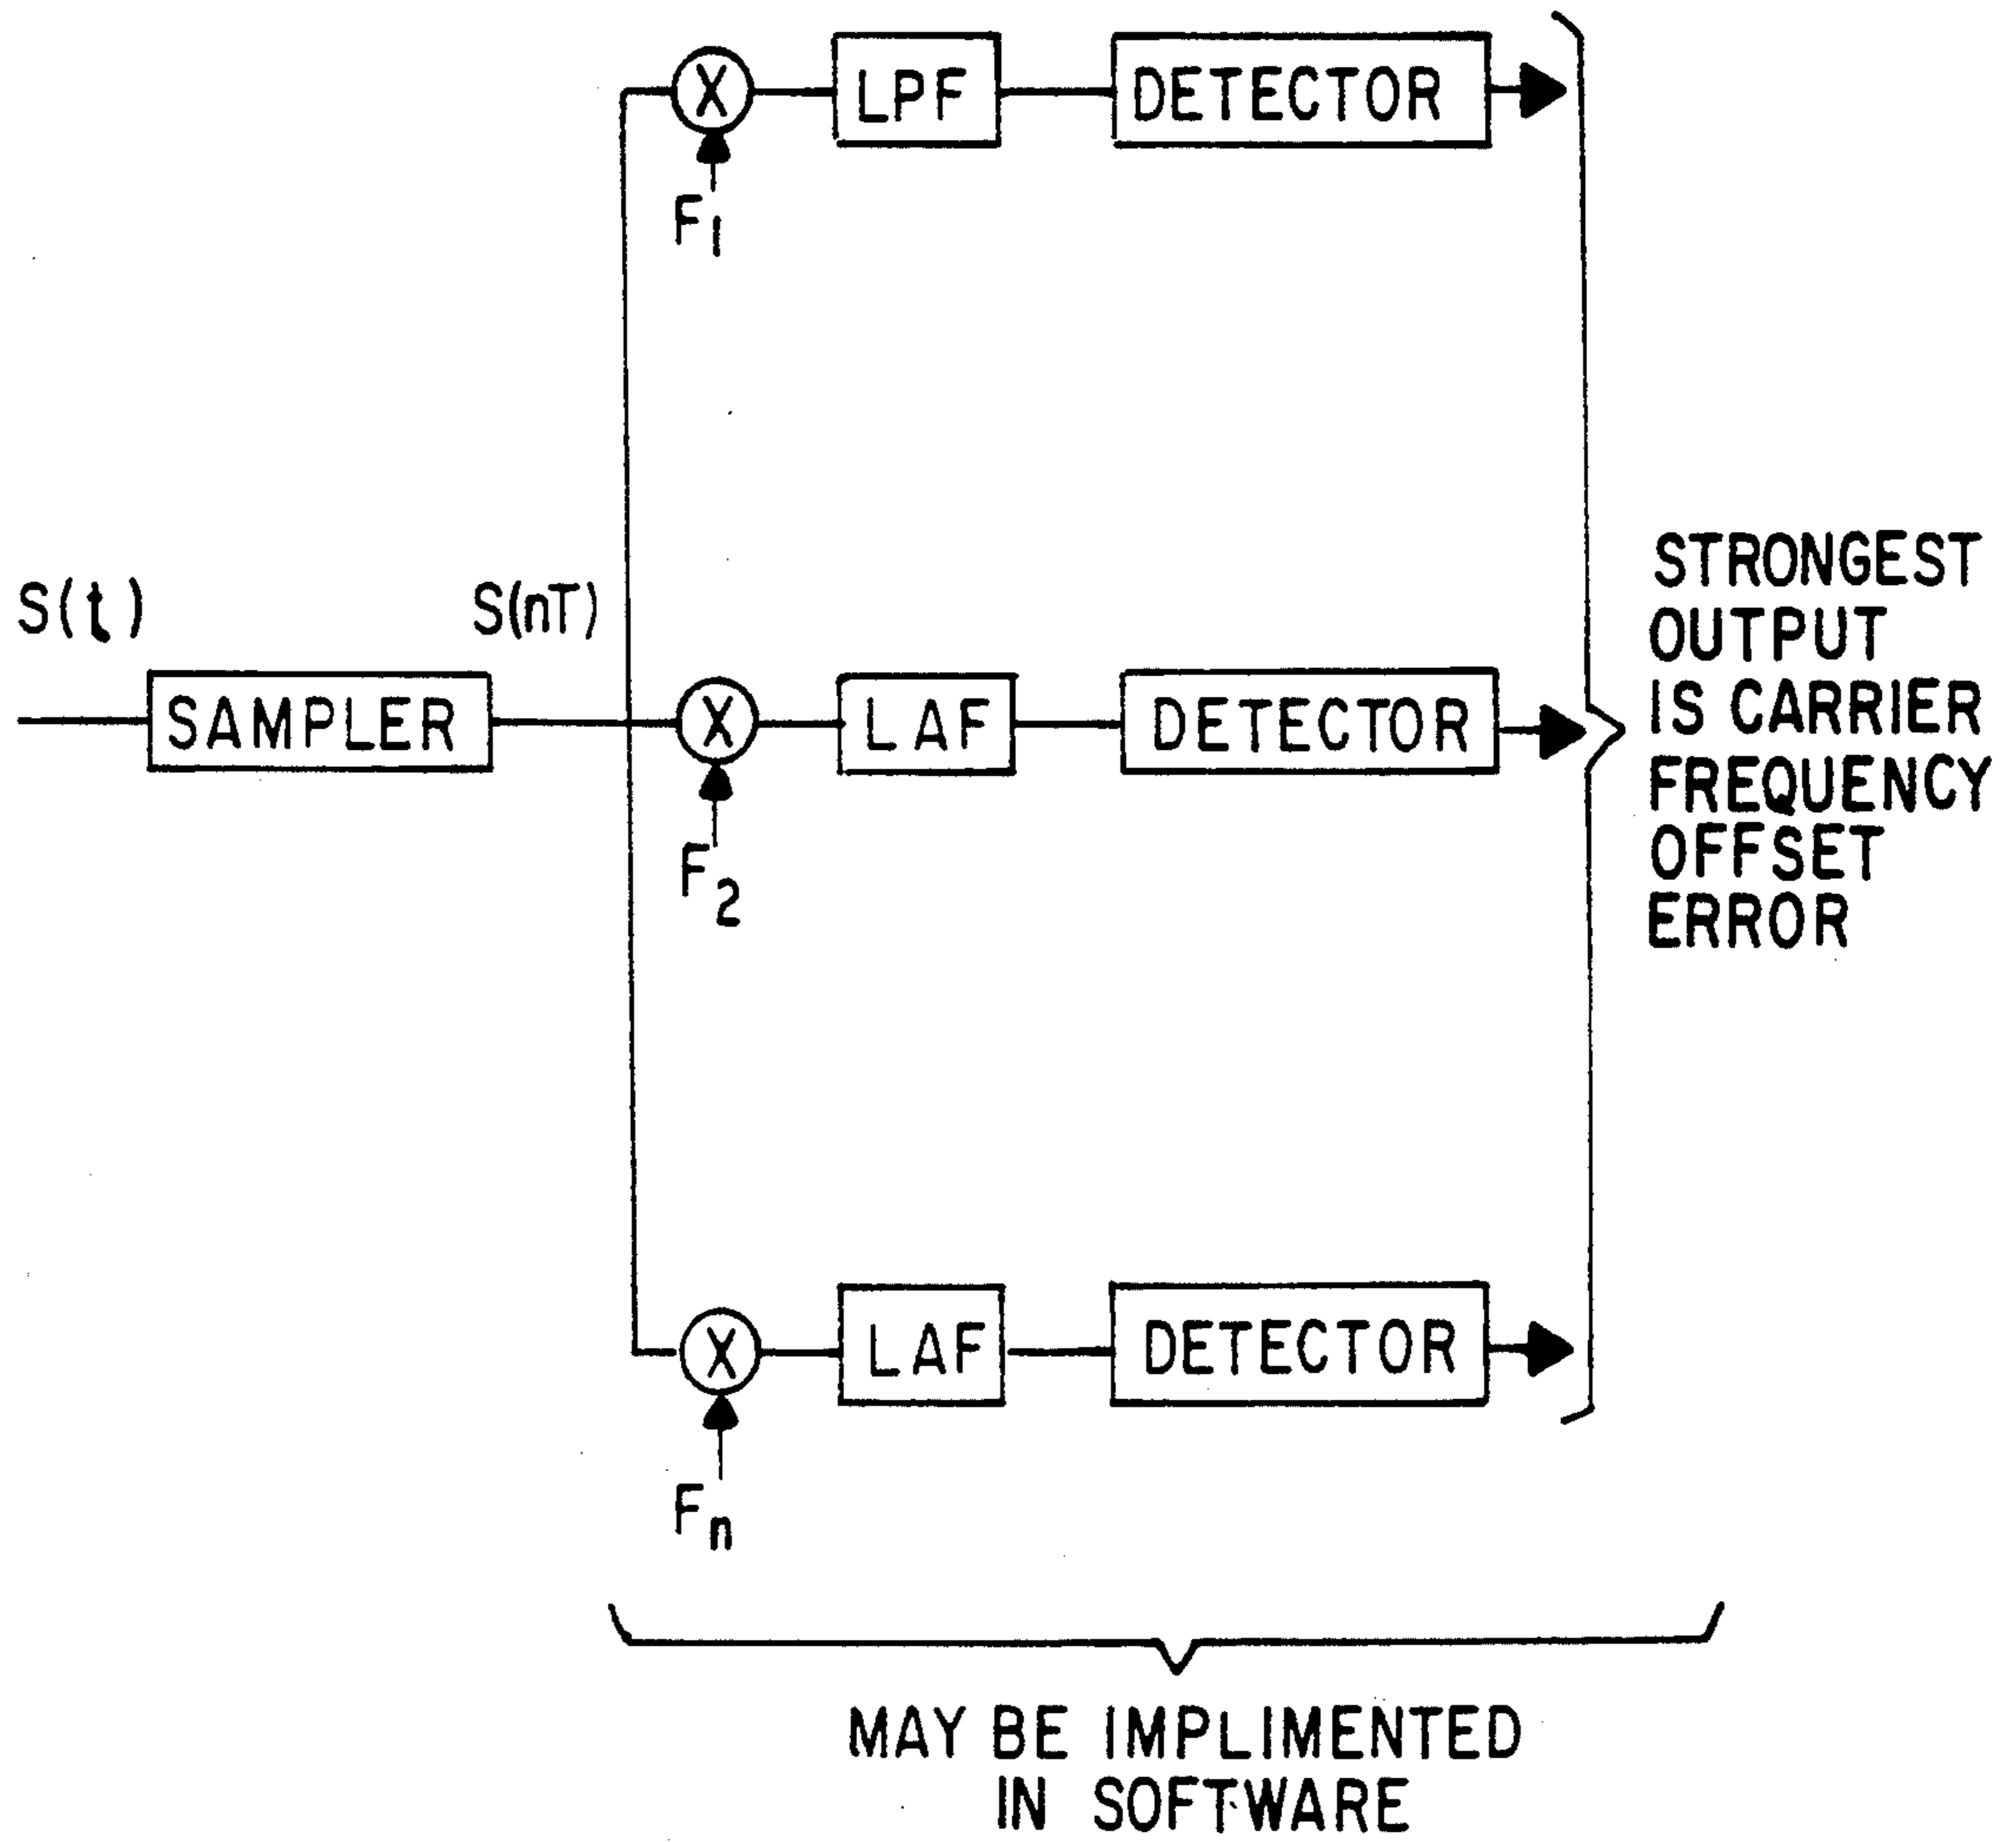 X LPF DETECTOR
F1
S(t) S(nT)
SAMPLER X LAF DETECTOR
F2
STRONGEST
OUTPUT
IS CARRIER
FREQUENCY
OFFSET
ERROR
X LAF DETECTOR
Fn
MAY BE IMPLIMENTED
IN SOFTWARE